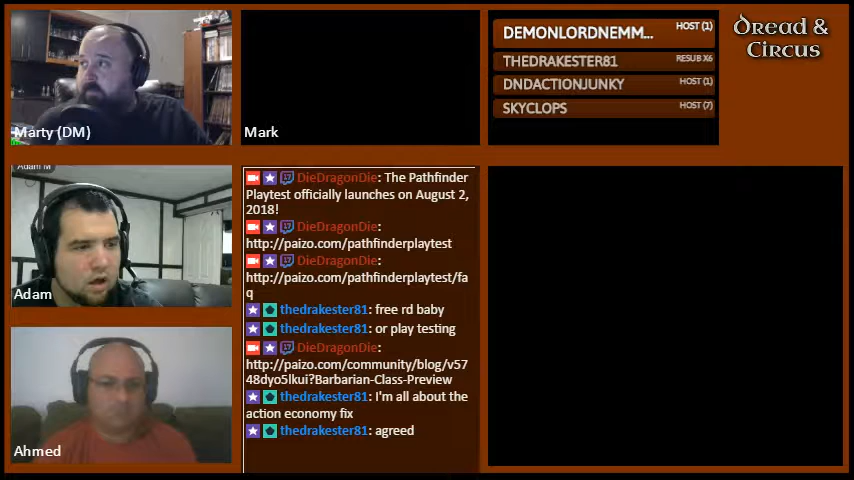 Marty (DM)
Mark
DEMONLORDNEMM... HOST (1)
THEDRAKESTER81 RESUB X6
DNDACTIONJUNKY HOST (1)
SKYCLOPS HOST (7)
Dread &
Circus
Adam M
Adam
Ahmed
DieDragonDie: The Pathfinder
Playtest officially launches on August 2,
2018!
DieDragonDie:
http://paizo.com/pathfinderplaytest
DieDragonDie:
http://paizo.com/pathfinderplaytest/fa
q
thedrakester81: free rd baby
thedrakester81: or play testing
DieDragonDie:
http://paizo.com/community/blog/v57
48dyo5lkui?Barbarian-Class-Preview
thedrakester81: I'm all about the
action economy fix
thedrakester81: agreed